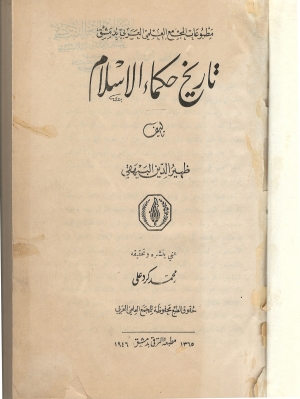 مطبوعات المجمع العلمي العربي بدمشق
تاريخ حكماء الاسلام
تأليف
ظهير الدين البيهقي
عني بنشره وتحقيقه
محمد كرد علي
حقوق الطبع محفوظة للمجمع العلمي العربي
مطبعة الترقي بدمشق
١٣٦٥ ١٩٤٦